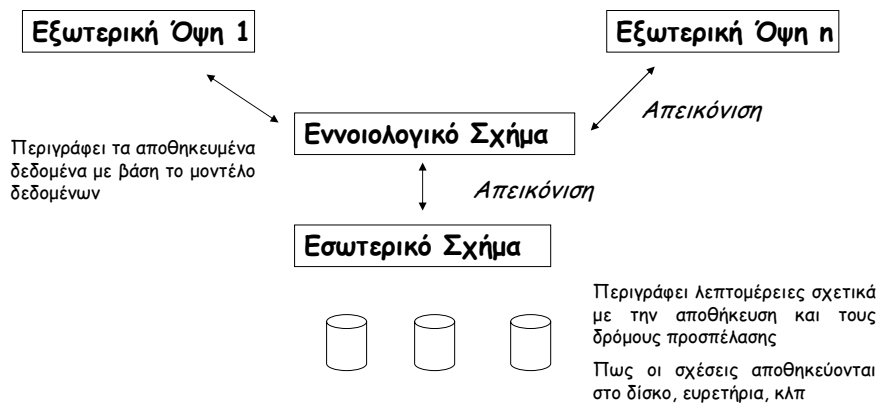 Εξωτερική Όψη 1
Εξωτερική Όψη n
Απεικόνιση
Εννοιολογικό Σχήμα
Περιγράφει τα αποθηκευμένα
δεδομένα με βάση το μοντέλο
δεδομένων
Απεικόνιση
Εσωτερικό Σχήμα
Περιγράφει λεπτομέρειες σχετικά
με την αποθήκευση και τους
δρόμους προσπέλασης
Πως οι σχέσεις αποθηκεύονται
στο δίσκο, ευρετήρια, κλπ